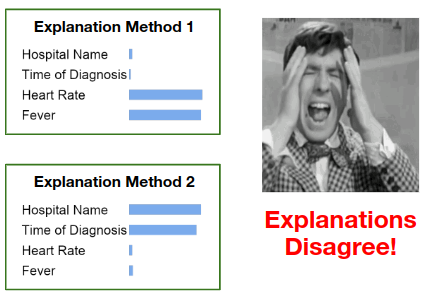 Explanation Method 1
Hospital Name
Time of Diagnosis
Heart Rate
Fever
Explanation Method 2
Hospital Name
Time of Diagnosis
Heart Rate
Fever
Explanations
Disagree!